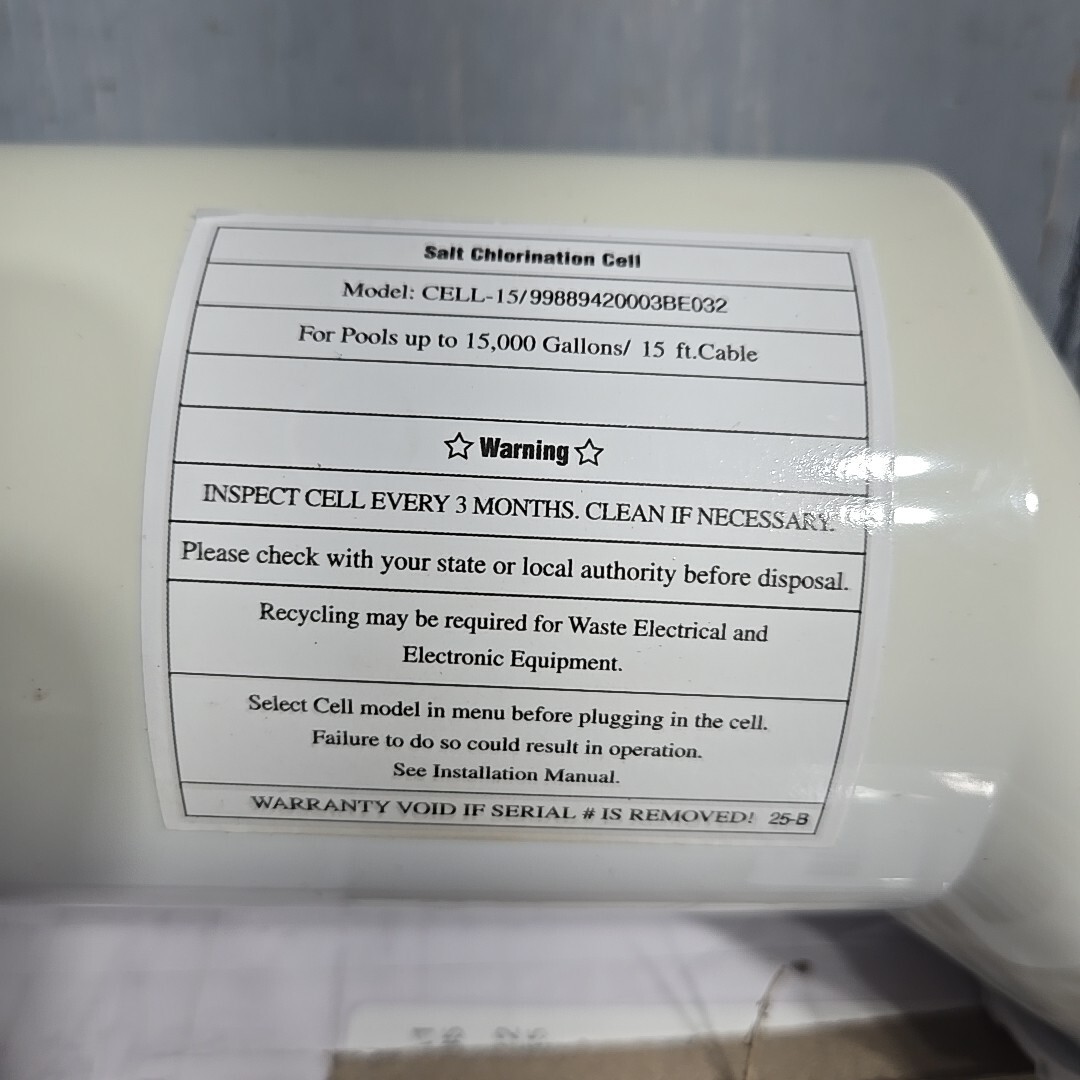 Salt Chlorination Cell
Model: CELL-15/99889420003BE032
For Pools up to 15,000 Gallons/ 15 ft.Cable
☆ Warning ☆
INSPECT CELL EVERY 3 MONTHS. CLEAN IF NECESSARY.
Please check with your state or local authority before disposal.
Recycling may be required for Waste Electrical and
Electronic Equipment.
Select Cell model in menu before plugging in the cell.
Failure to do so could result in operation.
See Installation Manual.
WARRANTY VOID IF SERIAL # IS REMOVED! 25-B